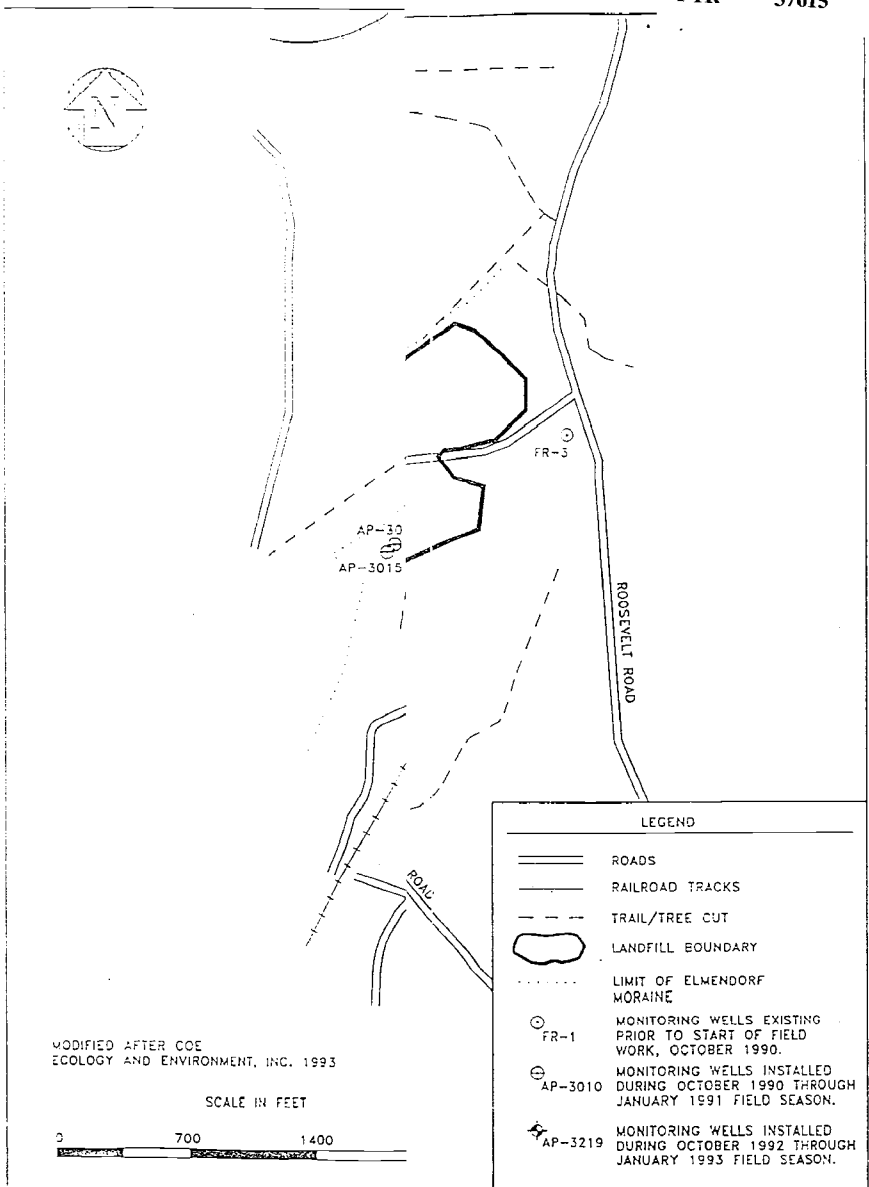 3701S
FR-3
AP-30
AP-3015
ROOSEVELT ROAD
ROAD
LEGEND
ROADS
RAILROAD TRACKS
TRAIL/TREE CUT
LANDFILL BOUNDARY
LIMIT OF ELMENDORF
MORAINE
FR-1
MONITORING WELLS EXISTING
PRIOR TO START OF FIELD
WORK, OCTOBER 1990.
AP-3010
MONITORING WELLS INSTALLED
DURING OCTOBER 1990 THROUGH
JANUARY 1991 FIELD SEASON.
AP-3219
MONITORING WELLS INSTALLED
DURING OCTOBER 1992 THROUGH
JANUARY 1993 FIELD SEASON.
MODIFIED AFTER COE
ECOLOGY AND ENVIRONMENT, INC. 1993
SCALE IN FEET
0 700 1400